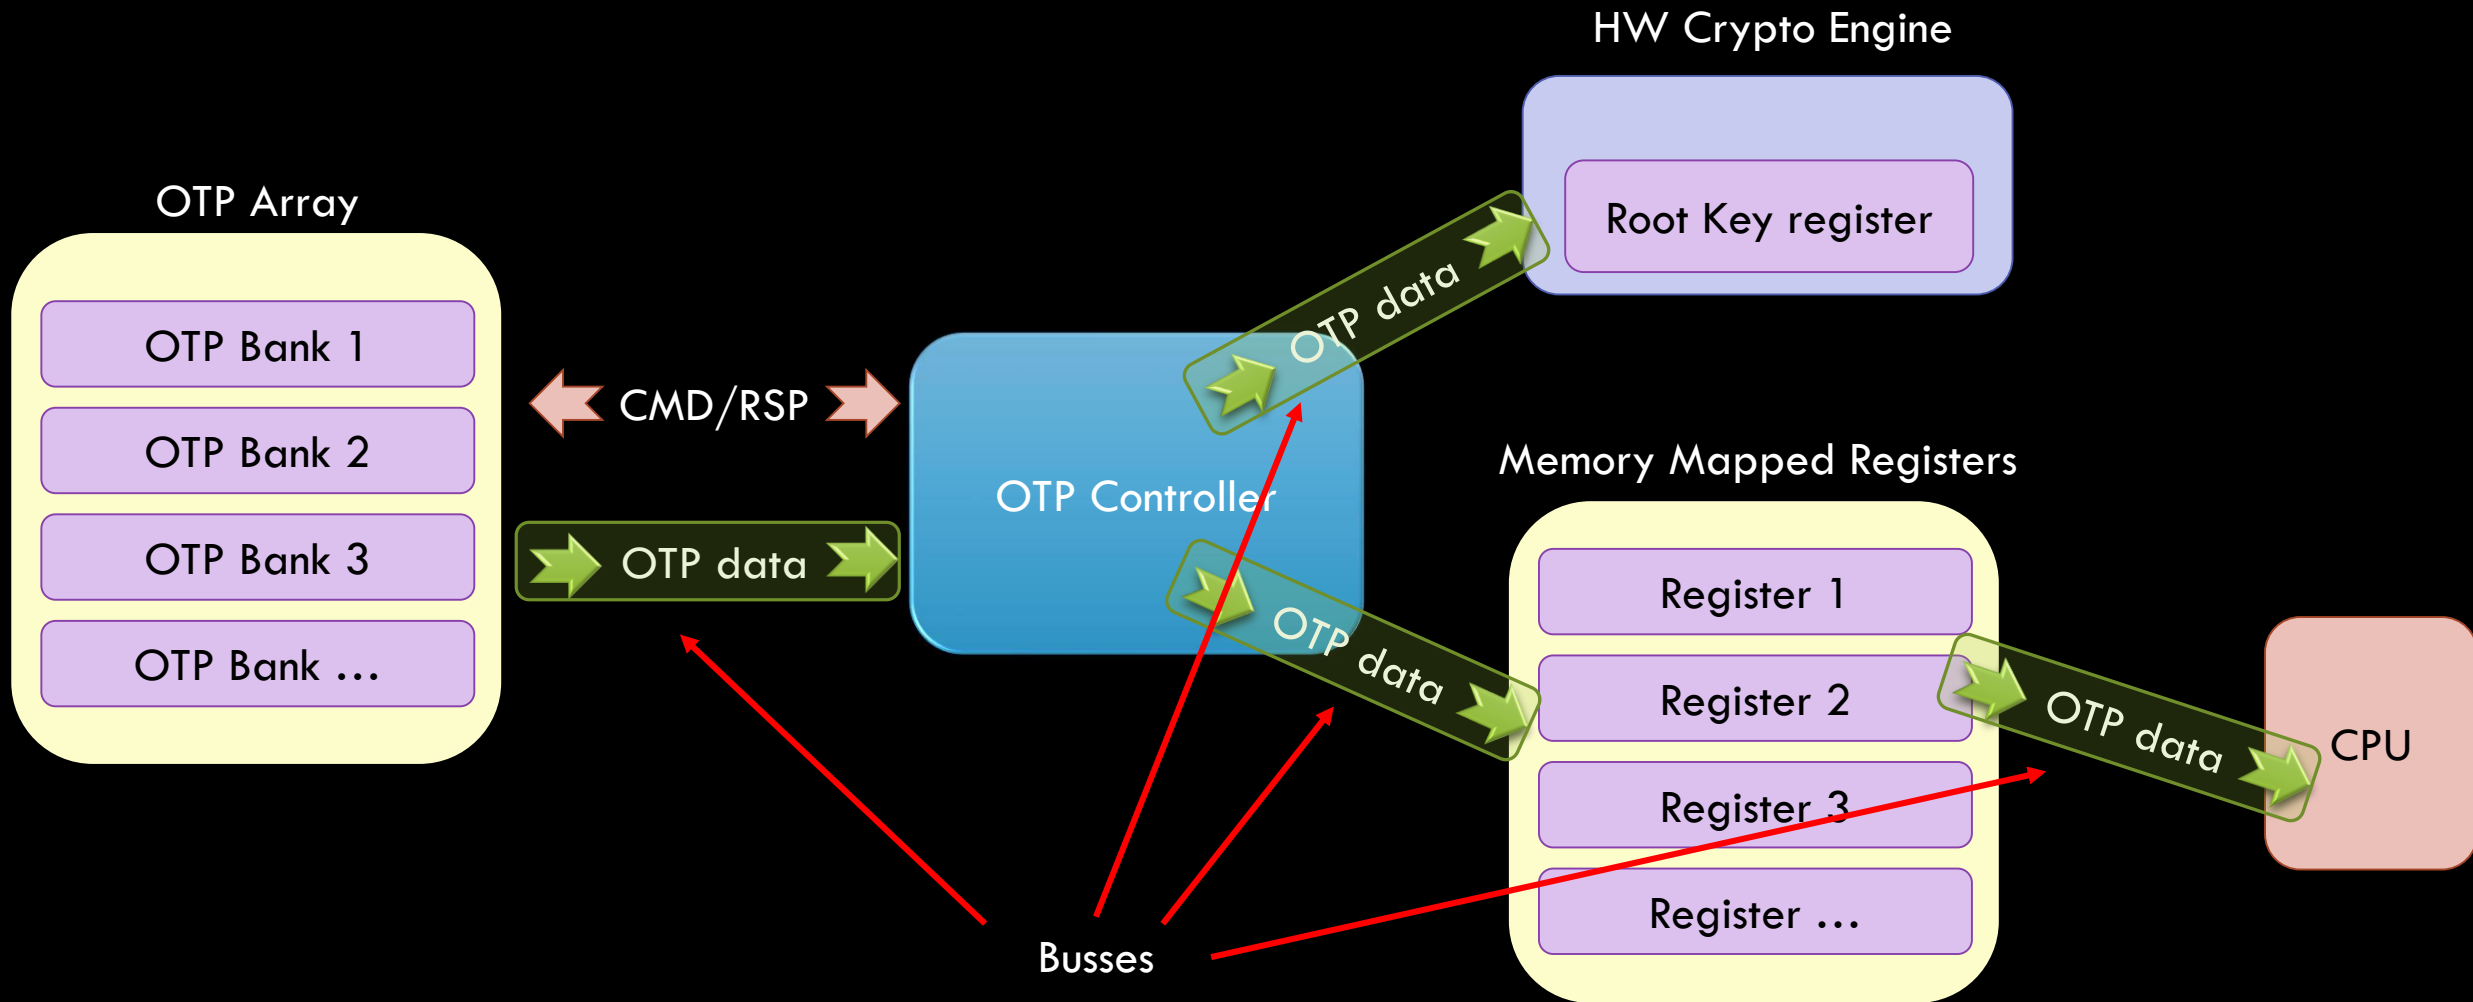 HW Crypto Engine
Root Key register
OTP Array
OTP Bank 1
OTP Bank 2
OTP Bank 3
OTP Bank ...
CMD/RSP
OTP data
OTP Controller
OTP data
OTP data
Memory Mapped Registers
Register 1
Register 2
Register 3
Register ...
OTP data
CPU
Busses